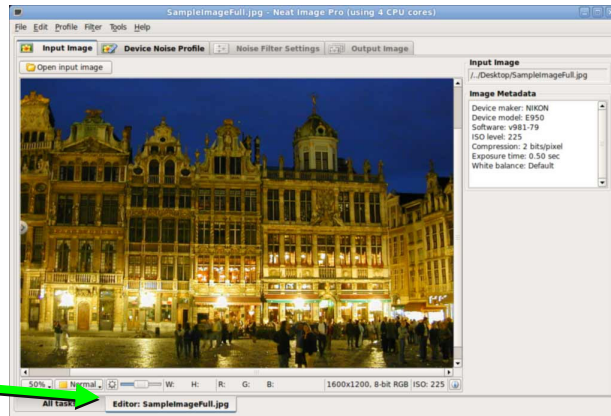 SampleImageFull.jpg - Neat Image Pro (using 4 CPU cores)
File Edit Profile Filter Tools Help
Input Image Device Noise Profile Noise Filter Settings Output Image
Open input image
Input Image
/../Desktop/SampleImageFull.jpg
Image Metadata
Device maker: NIKON
Device model: E950
Software: v981-79
ISO level: 225
Compression: 2 bits/pixel
Exposure time: 0.50 sec
White balance: Default
50% Normal W: H: R: G: B: 1600x1200, 8-bit RGB ISO: 225
All tasks Editor: SampleImageFull.jpg